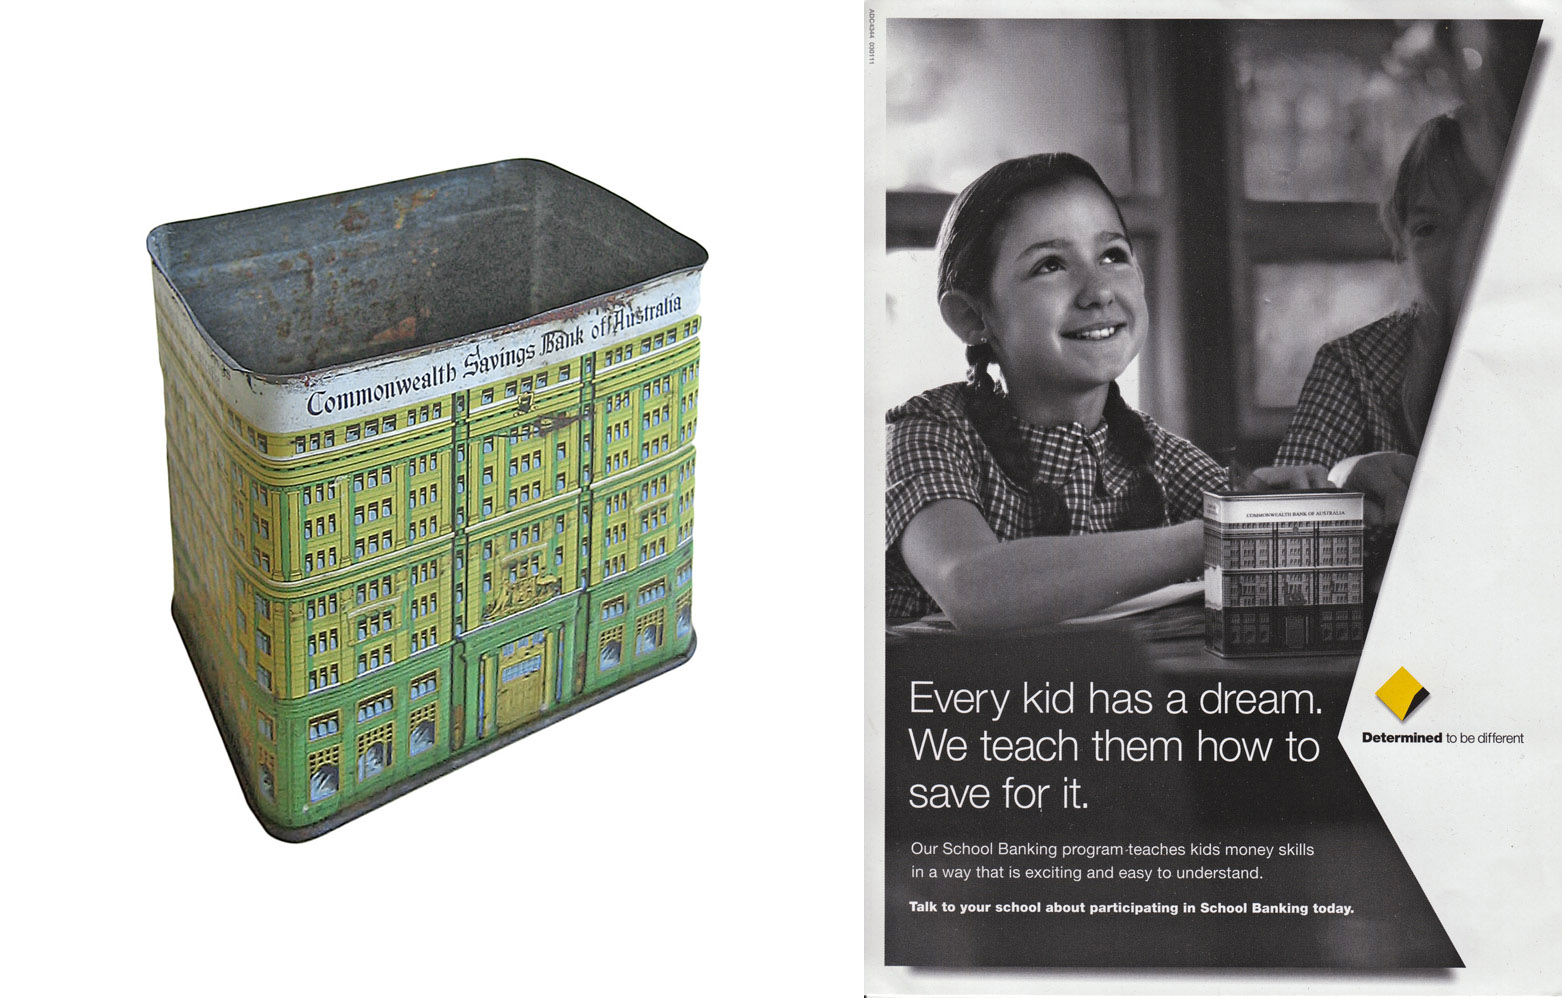 Commonwealth Savings Bank of Australia
ADC4344 030111
COMMONWEALTH BANK OF AUSTRALIA
Every kid has a dream.
We teach them how to
save for it.
Determined to be different
Our School Banking program teaches kids money skills
in a way that is exciting and easy to understand.
Talk to your school about participating in School Banking today.